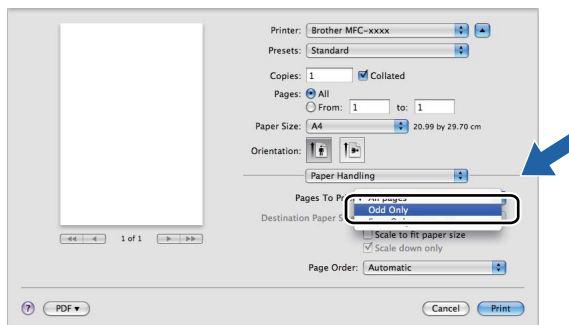 Printer: Brother MFC-xxxx
Presets: Standard
Copies: 1 Collated
Pages: All
From: 1 to: 1
Paper Size: A4 20.99 by 29.70 cm
Orientation:
Paper Handling
Pages To Pr All pages
Odd Only
Destination Paper S
Scale to fit paper size
Scale down only
1 of 1
Page Order: Automatic
? PDF Cancel Print